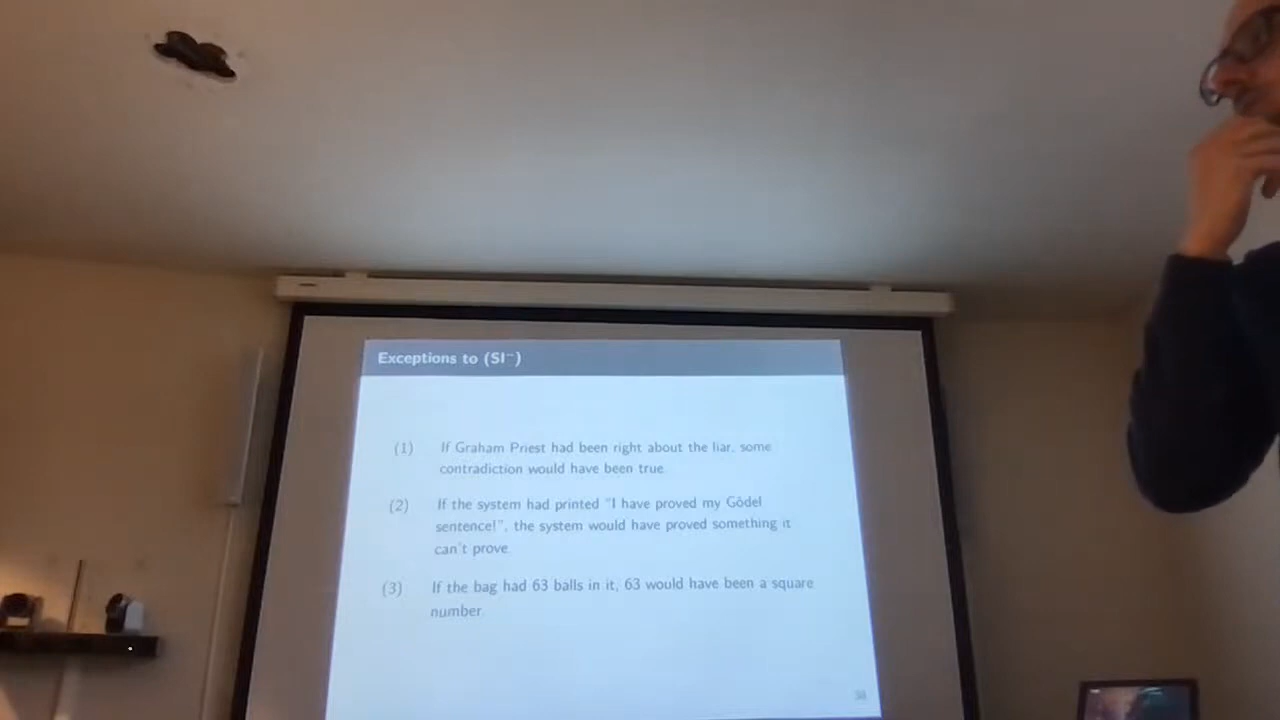 Exceptions to (SI⁻)
(1) If Graham Priest had been right about the liar, some
contradiction would have been true.
(2) If the system had printed "I have proved my Gödel
sentence!", the system would have proved something it
can't prove.
(3) If the bag had 63 balls in it, 63 would have been a square
number.